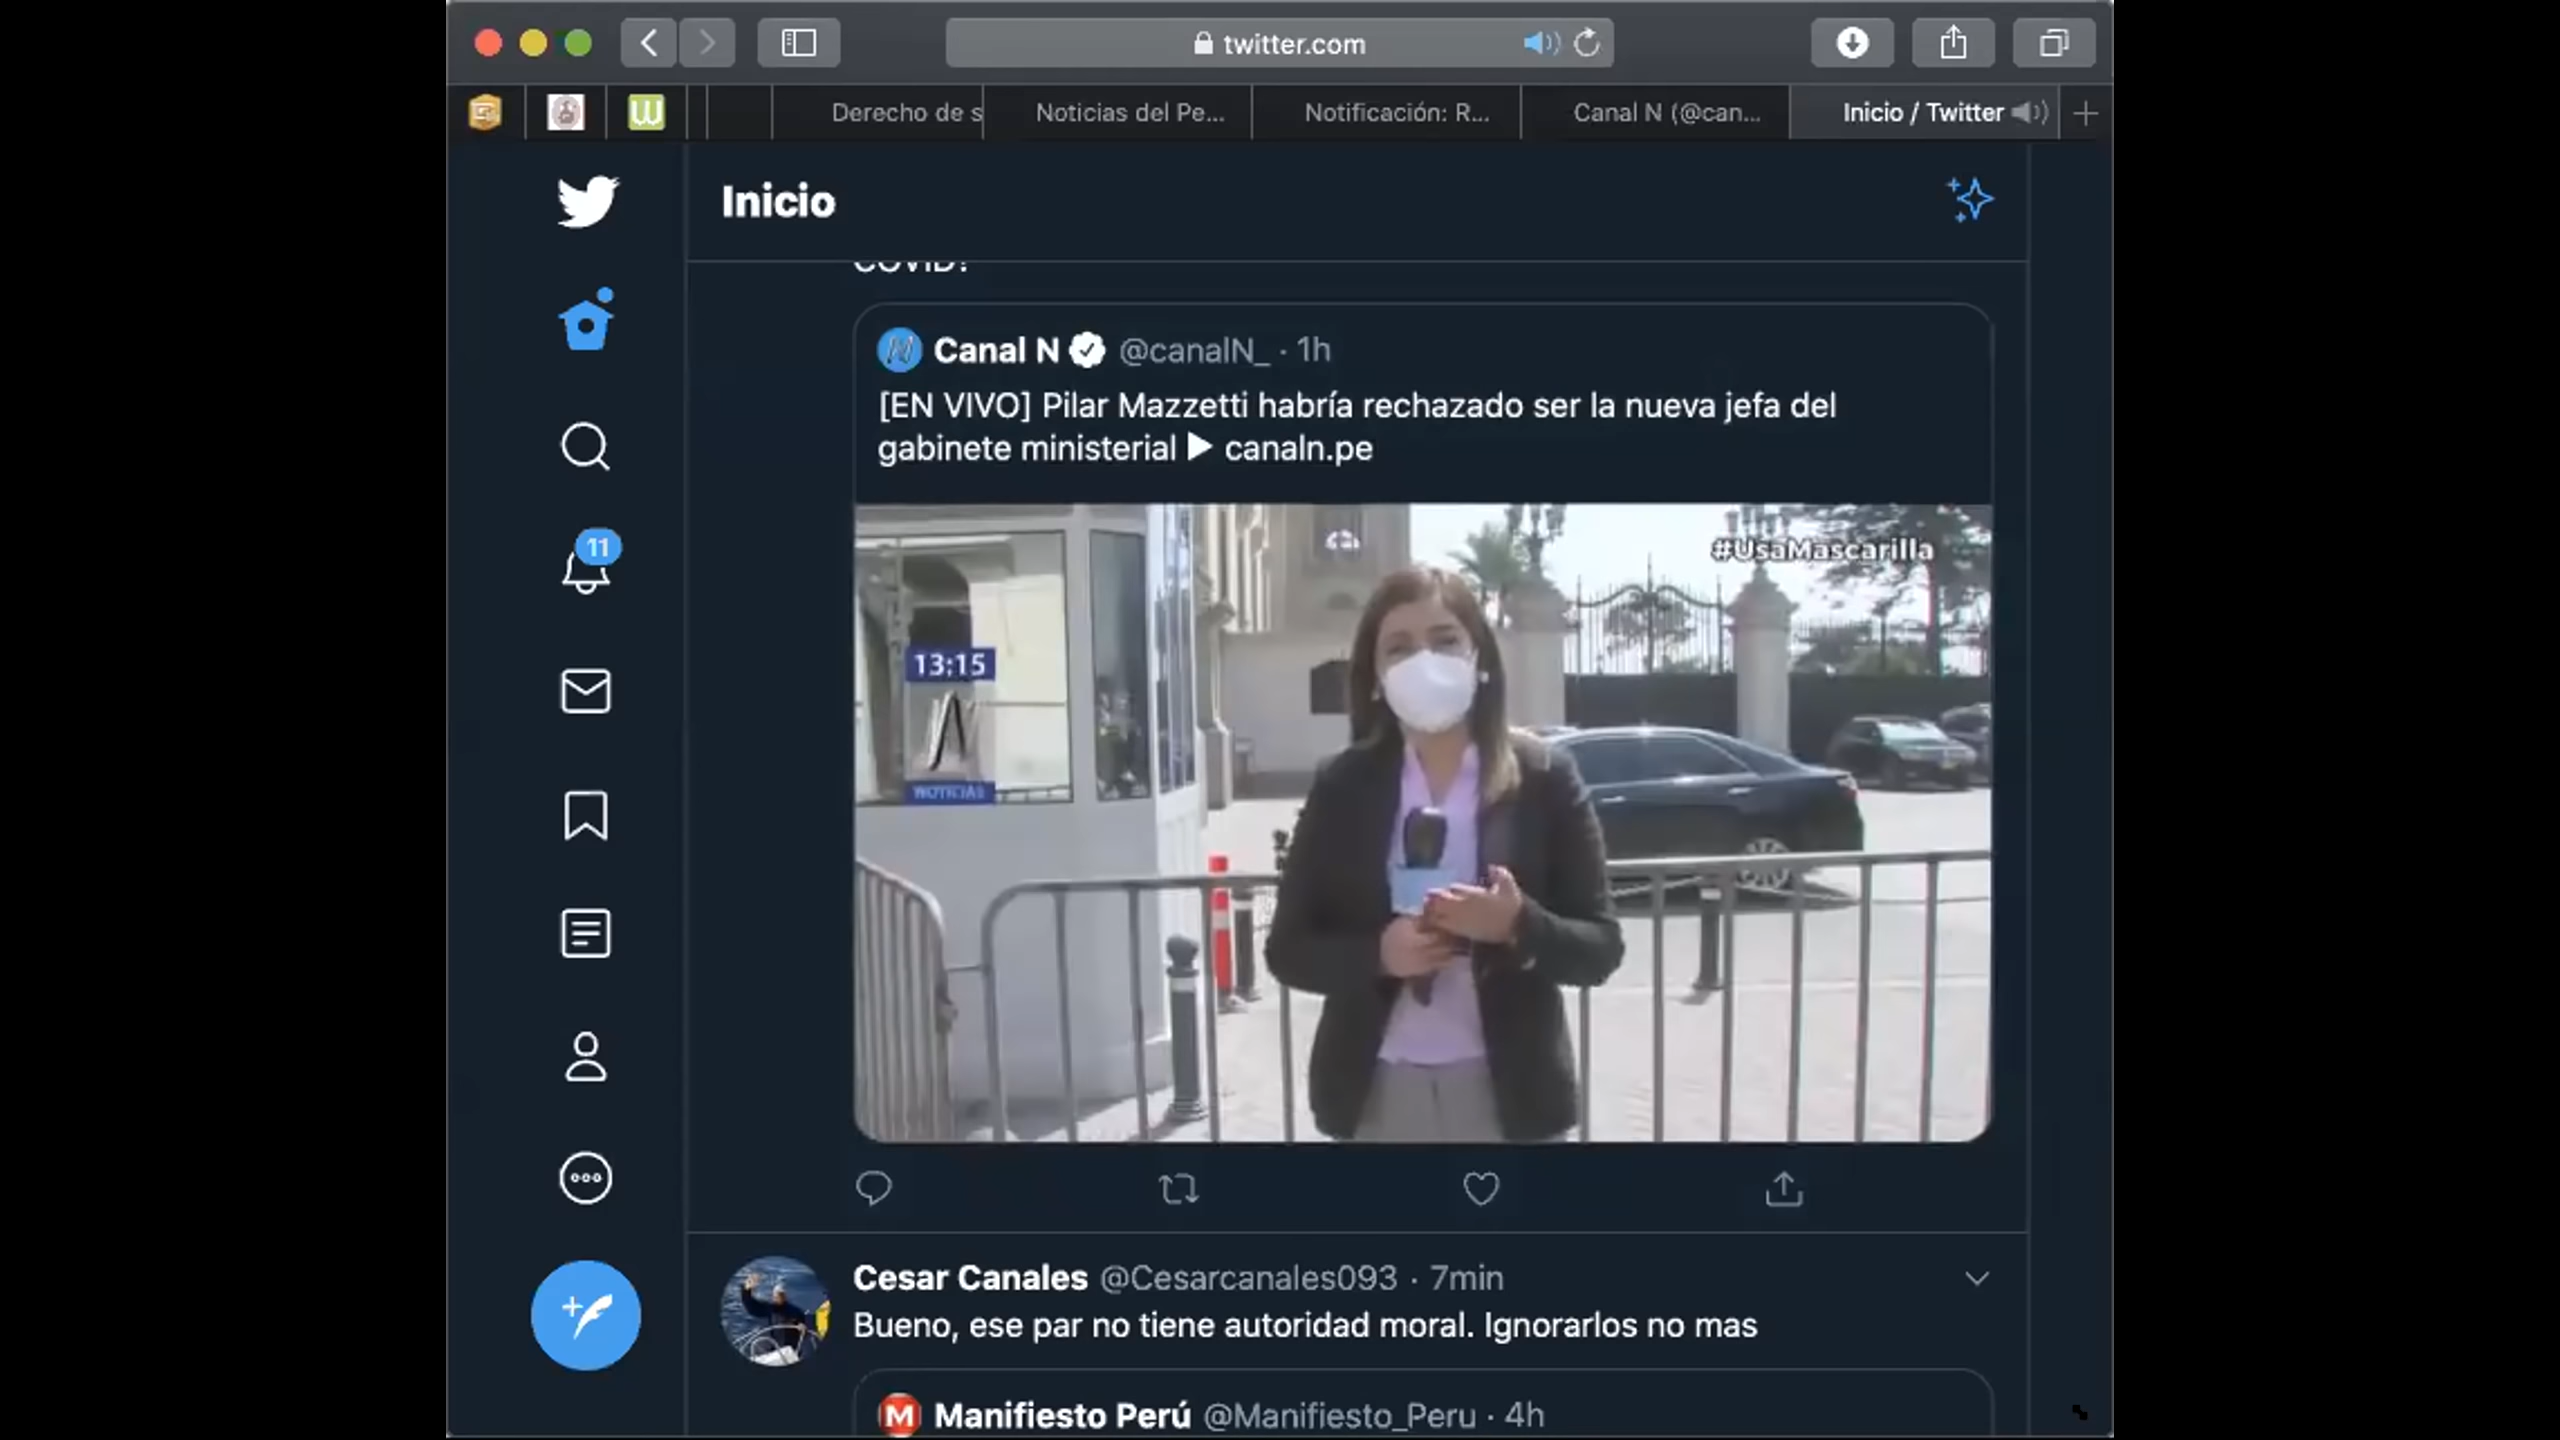 twitter.com
Derecho de s
Noticias del Pe...
Notificación: R...
Canal N (@can...
Inicio / Twitter
Inicio
COVID?
Canal N @canalN_ · 1h
[EN VIVO] Pilar Mazzetti habría rechazado ser la nueva jefa del
gabinete ministerial ▶ canaln.pe
#UsaMascarilla
13:15
N
NOTICIAS
11
Cesar Canales @Cesarcanales093 · 7min
Bueno, ese par no tiene autoridad moral. Ignorarlos no mas
M
Manifiesto Perú @Manifiesto_Peru · 4h